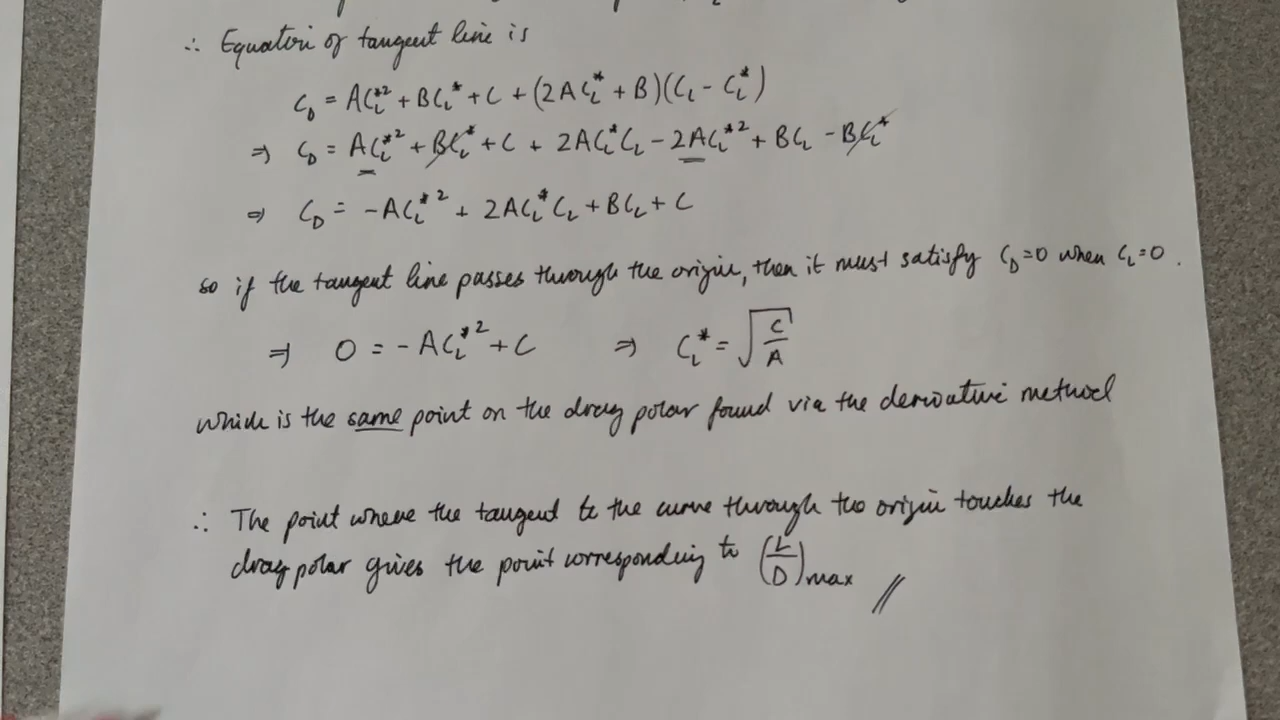 ∴ Equation of tangent line is
C_D = AC_L*² + BC_L* + C + (2AC_L* + B)(C_L - C_L*)
⇒ C_D = AC_L*² + BC_L* + C + 2AC_L*C_L - 2AC_L*² + BC_L - BC_L*
⇒ C_D = -AC_L*² + 2AC_L*C_L + BC_L + C
so if the tangent line passes through the origin, then it must satisfy C_D=0 when C_L=0.
⇒ 0 = -AC_L*² + C ⇒ C_L* = √(C/A)
which is the same point on the drag polar found via the derivative method
∴ The point where the tangent to the curve through the origin touches the
drag polar gives the point corresponding to (L/D)max //